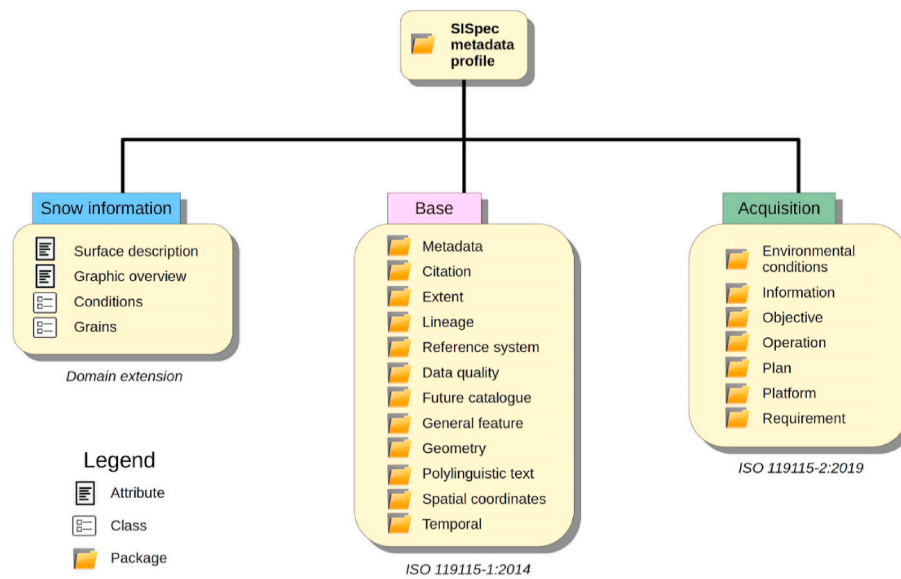 SISpec
metadata
profile
Snow information
Surface description
Graphic overview
Conditions
Grains
Domain extension
Legend
Attribute
Class
Package
Base
Metadata
Citation
Extent
Lineage
Reference system
Data quality
Future catalogue
General feature
Geometry
Polylinguistic text
Spatial coordinates
Temporal
ISO 119115-1:2014
Acquisition
Environmental
conditions
Information
Objective
Operation
Plan
Platform
Requirement
ISO 119115-2:2019